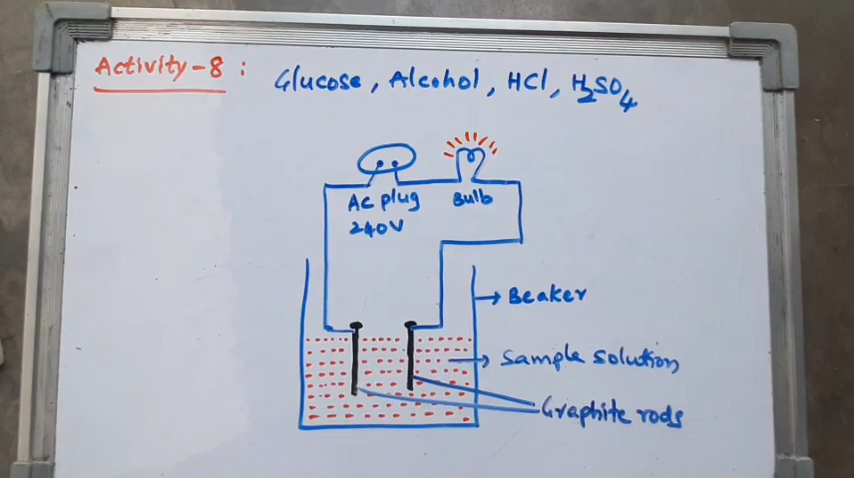 Activity-8 : Glucose, Alcohol, HCl, H₂SO₄
AC plug
240V
Bulb
Beaker
Sample solution
Graphite rods